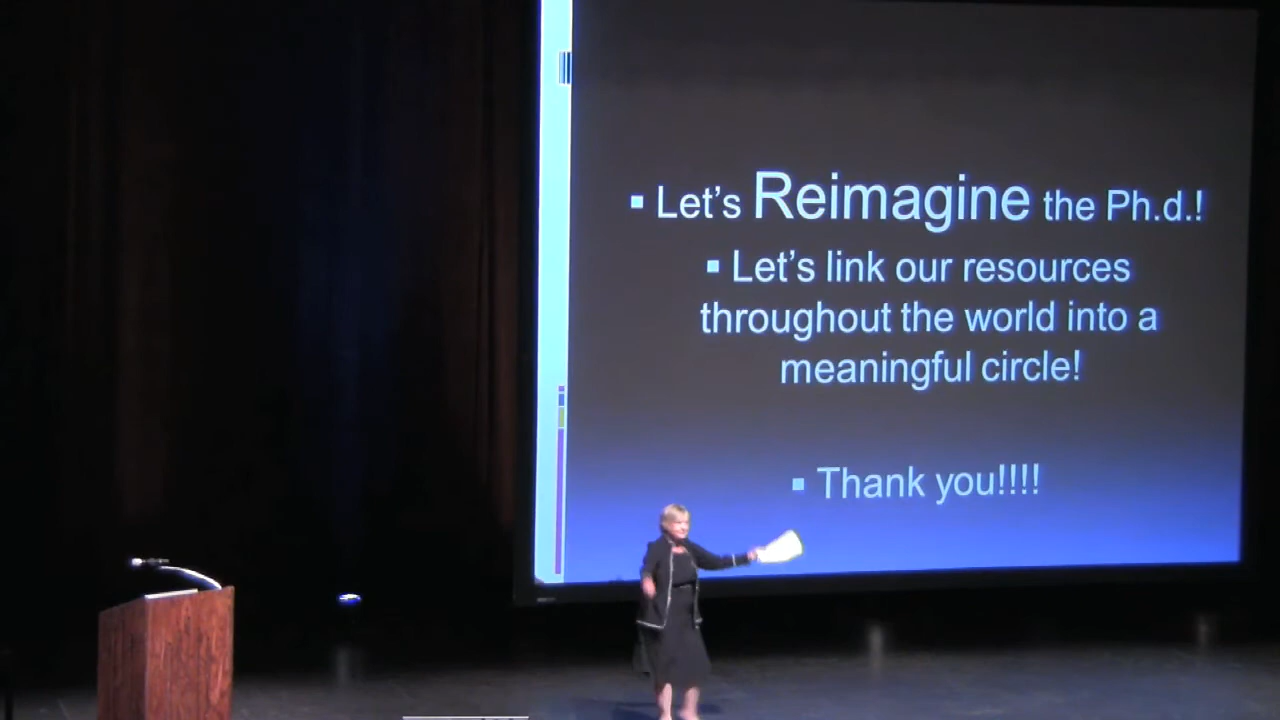 ▪ Let's Reimagine the Ph.d.!
▪ Let's link our resources
throughout the world into a
meaningful circle!
▪ Thank you!!!!